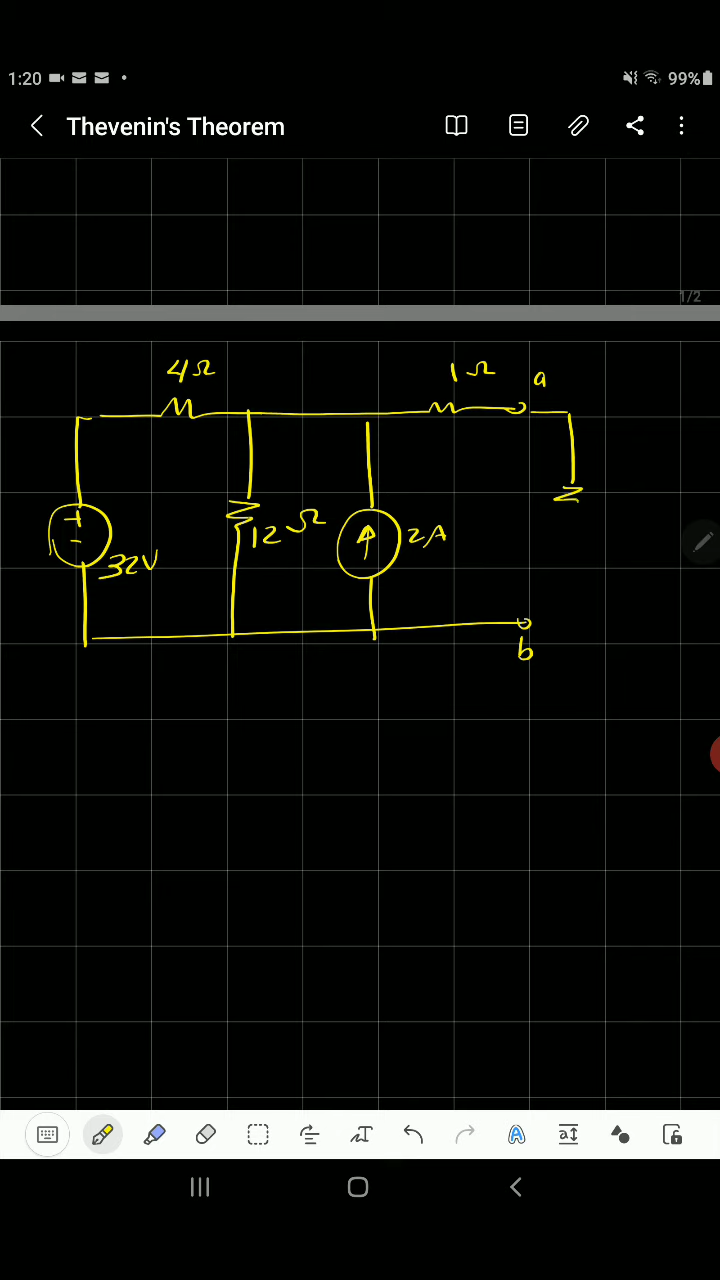 1:20 99%
Thevenin's Theorem
1/2
4Ω 1Ω a
12Ω 2A
32V
b